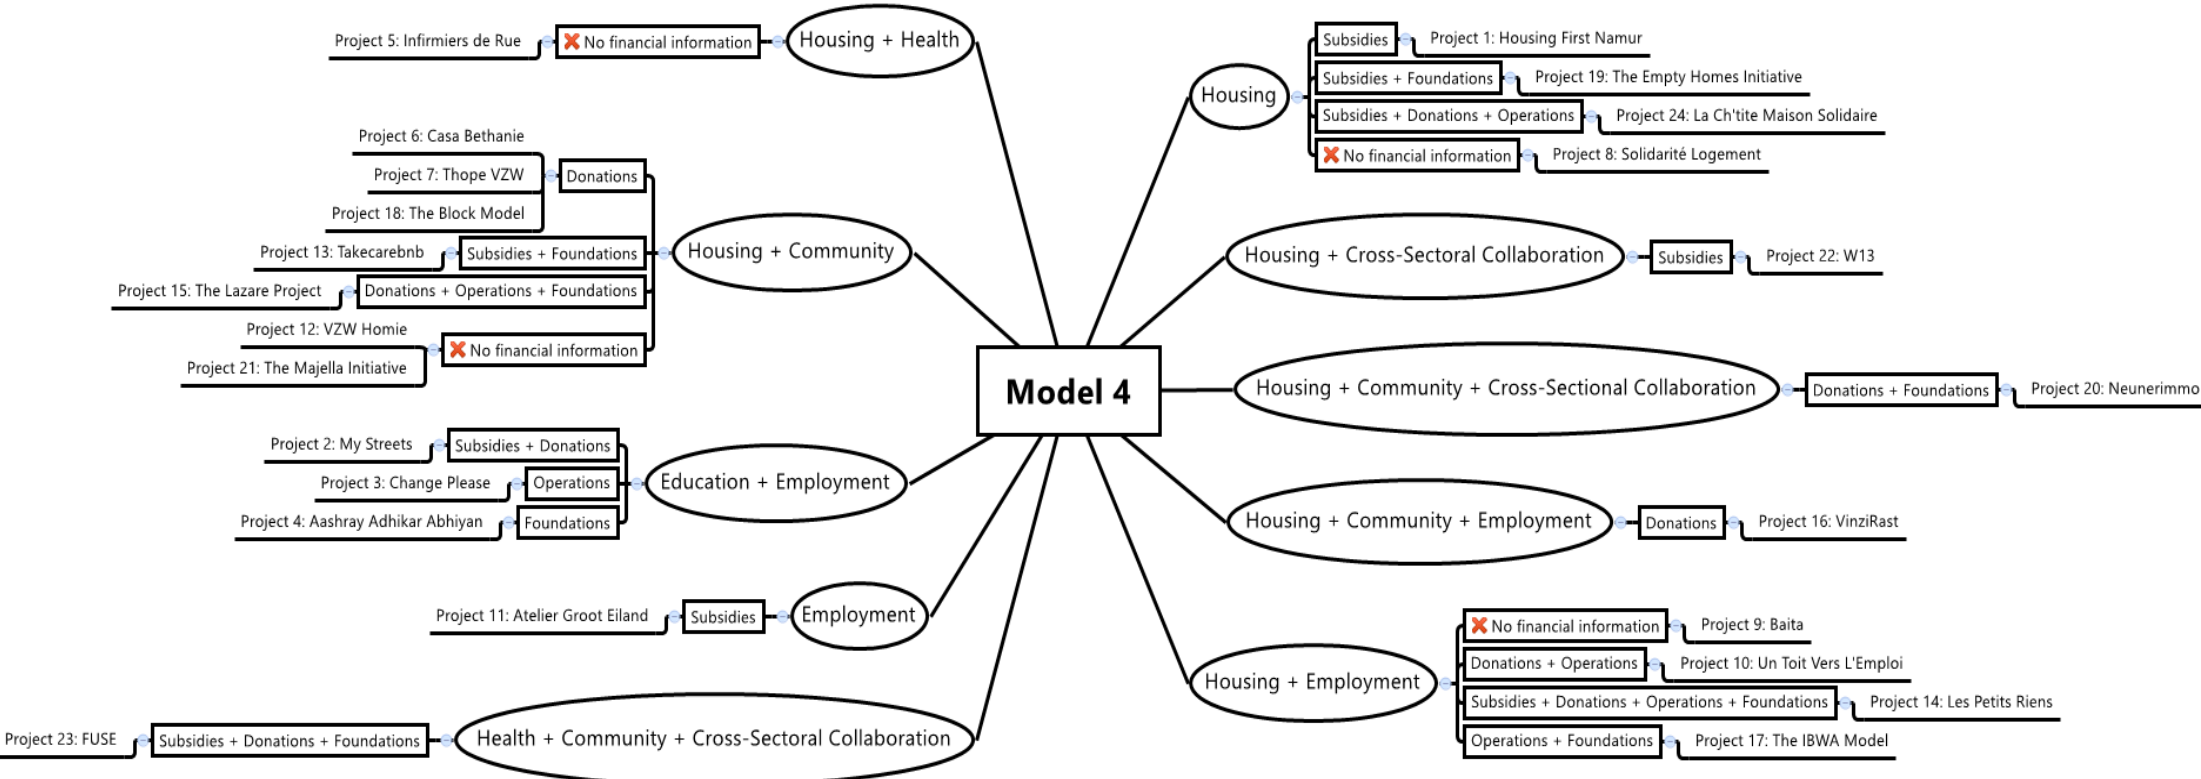 Model 4
Housing + Health
No financial information
Project 5: Infirmiers de Rue
Housing + Community
Donations
Project 6: Casa Bethanie
Project 7: Thope VZW
Project 18: The Block Model
Subsidies + Foundations
Project 13: Takecarebnb
Donations + Operations + Foundations
Project 15: The Lazare Project
No financial information
Project 12: VZW Homie
Project 21: The Majella Initiative
Education + Employment
Subsidies + Donations
Project 2: My Streets
Operations
Project 3: Change Please
Foundations
Project 4: Aashray Adhikar Abhiyan
Employment
Subsidies
Project 11: Atelier Groot Eiland
Health + Community + Cross-Sectoral Collaboration
Subsidies + Donations + Foundations
Project 23: FUSE
Housing
Subsidies
Project 1: Housing First Namur
Subsidies + Foundations
Project 19: The Empty Homes Initiative
Subsidies + Donations + Operations
Project 24: La Ch'tite Maison Solidaire
No financial information
Project 8: Solidarité Logement
Housing + Cross-Sectoral Collaboration
Subsidies
Project 22: W13
Housing + Community + Cross-Sectional Collaboration
Donations + Foundations
Project 20: Neunerimmo
Housing + Community + Employment
Donations
Project 16: VinziRast
Housing + Employment
No financial information
Project 9: Baita
Donations + Operations
Project 10: Un Toit Vers L'Emploi
Subsidies + Donations + Operations + Foundations
Project 14: Les Petits Riens
Operations + Foundations
Project 17: The IBWA Model